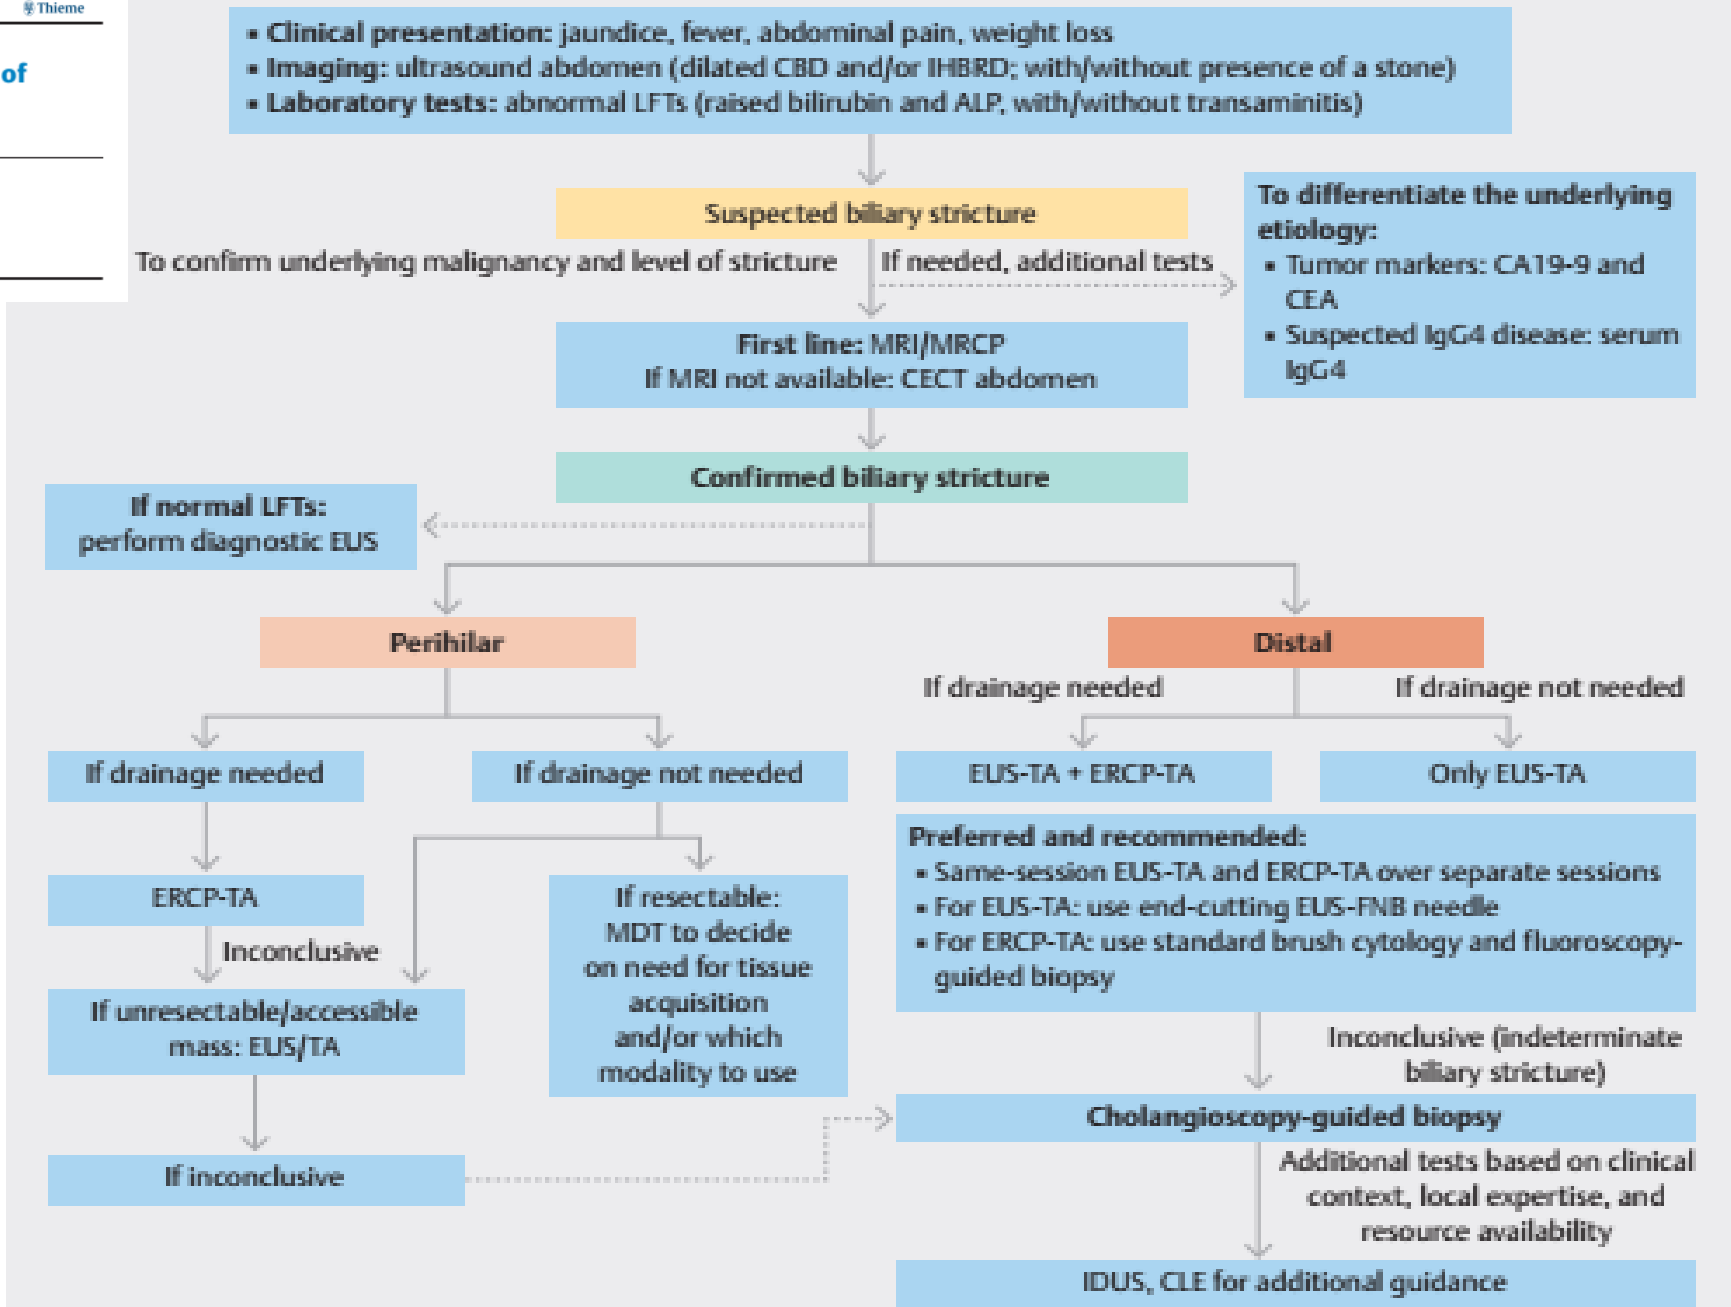 Thieme
of
▪ Clinical presentation: jaundice, fever, abdominal pain, weight loss
▪ Imaging: ultrasound abdomen (dilated CBD and/or IHBRD; with/without presence of a stone)
▪ Laboratory tests: abnormal LFTs (raised bilirubin and ALP, with/without transaminitis)
Suspected biliary stricture
To confirm underlying malignancy and level of stricture
If needed, additional tests
To differentiate the underlying
etiology:
▪ Tumor markers: CA19-9 and
CEA
▪ Suspected IgG4 disease: serum
IgG4
First line: MRI/MRCP
If MRI not available: CECT abdomen
Confirmed biliary stricture
If normal LFTs:
perform diagnostic EUS
Perihilar
If drainage needed
If drainage not needed
ERCP-TA
Inconclusive
If unresectable/accessible
mass: EUS/TA
If resectable:
MDT to decide
on need for tissue
acquisition
and/or which
modality to use
If inconclusive
Distal
If drainage needed
If drainage not needed
EUS-TA + ERCP-TA
Only EUS-TA
Preferred and recommended:
▪ Same-session EUS-TA and ERCP-TA over separate sessions
▪ For EUS-TA: use end-cutting EUS-FNB needle
▪ For ERCP-TA: use standard brush cytology and fluoroscopy-
guided biopsy
Inconclusive (indeterminate
biliary stricture)
Cholangioscopy-guided biopsy
Additional tests based on clinical
context, local expertise, and
resource availability
IDUS, CLE for additional guidance